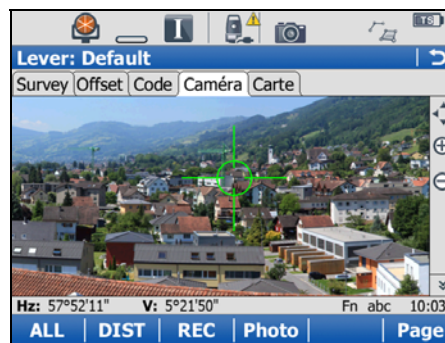 I TS
Lever: Default
Survey Offset Code Caméra Carte
Hz: 57°52'11" V: 5°21'50" Fn abc 10:03
ALL DIST REC Photo Page